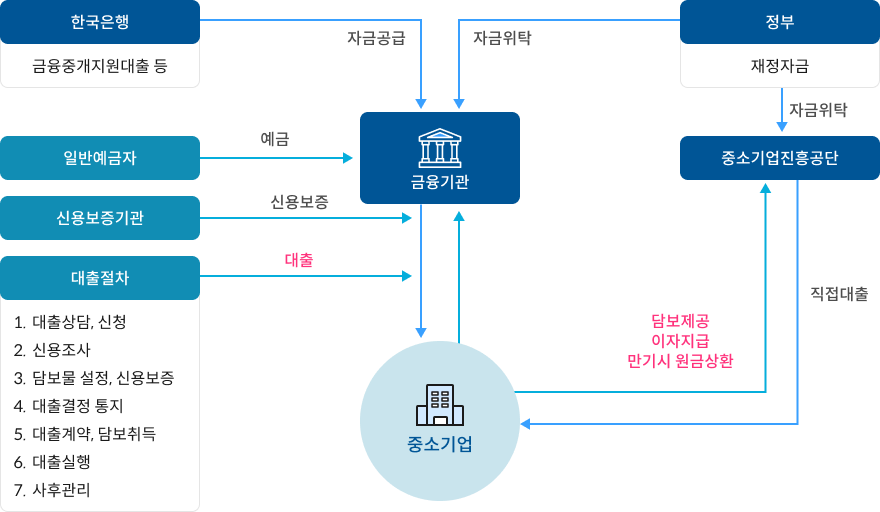 한국은행
금융중개지원대출 등
자금공급
자금위탁
정부
재정자금
자금위탁
중소기업진흥공단
금융기관
일반예금자
예금
신용보증기관
신용보증
대출절차
대출
1. 대출상담, 신청
2. 신용조사
3. 담보물 설정, 신용보증
4. 대출결정 통지
5. 대출계약, 담보취득
6. 대출실행
7. 사후관리
직접대출
담보제공
이자지급
만기시 원금상환
중소기업